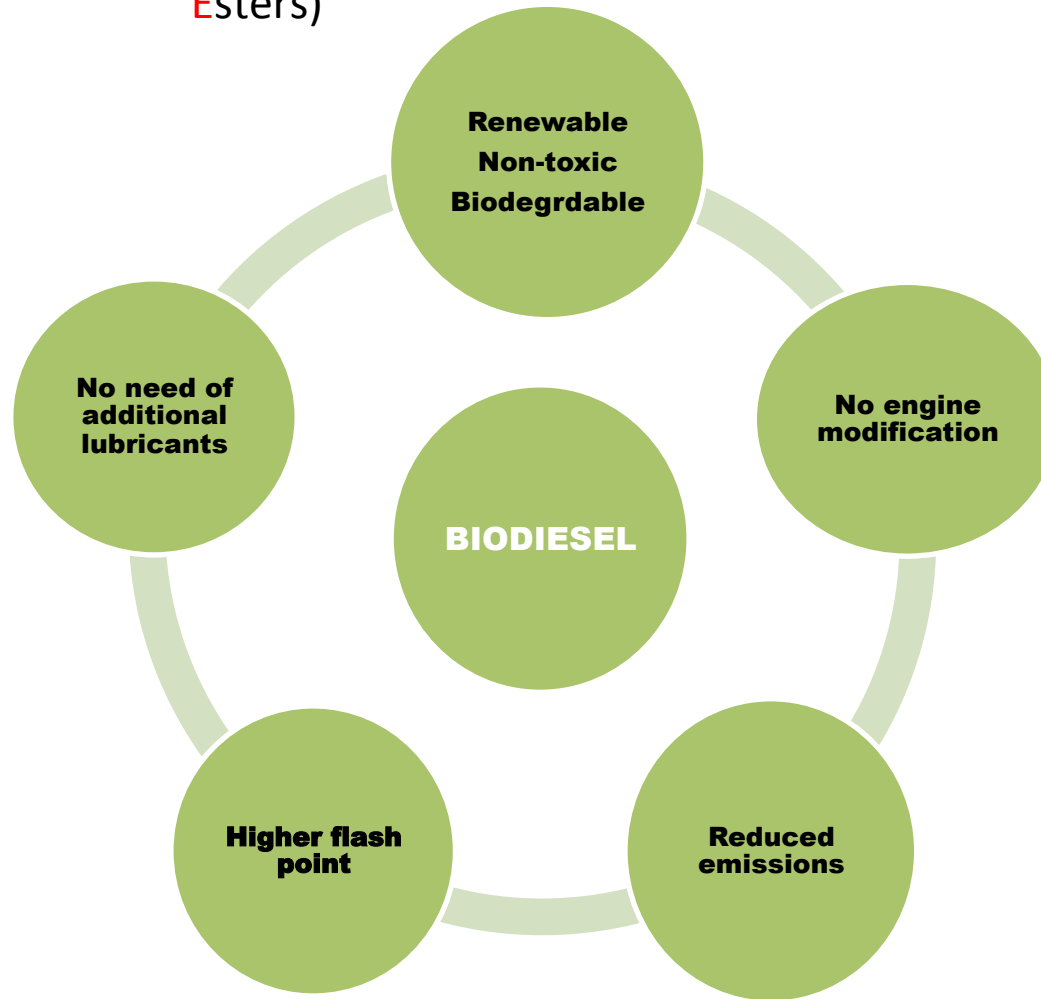 Esters)
Renewable
Non-toxic
Biodegrdable
No need of
additional
lubricants
No engine
modification
BIODIESEL
Higher flash
point
Reduced
emissions